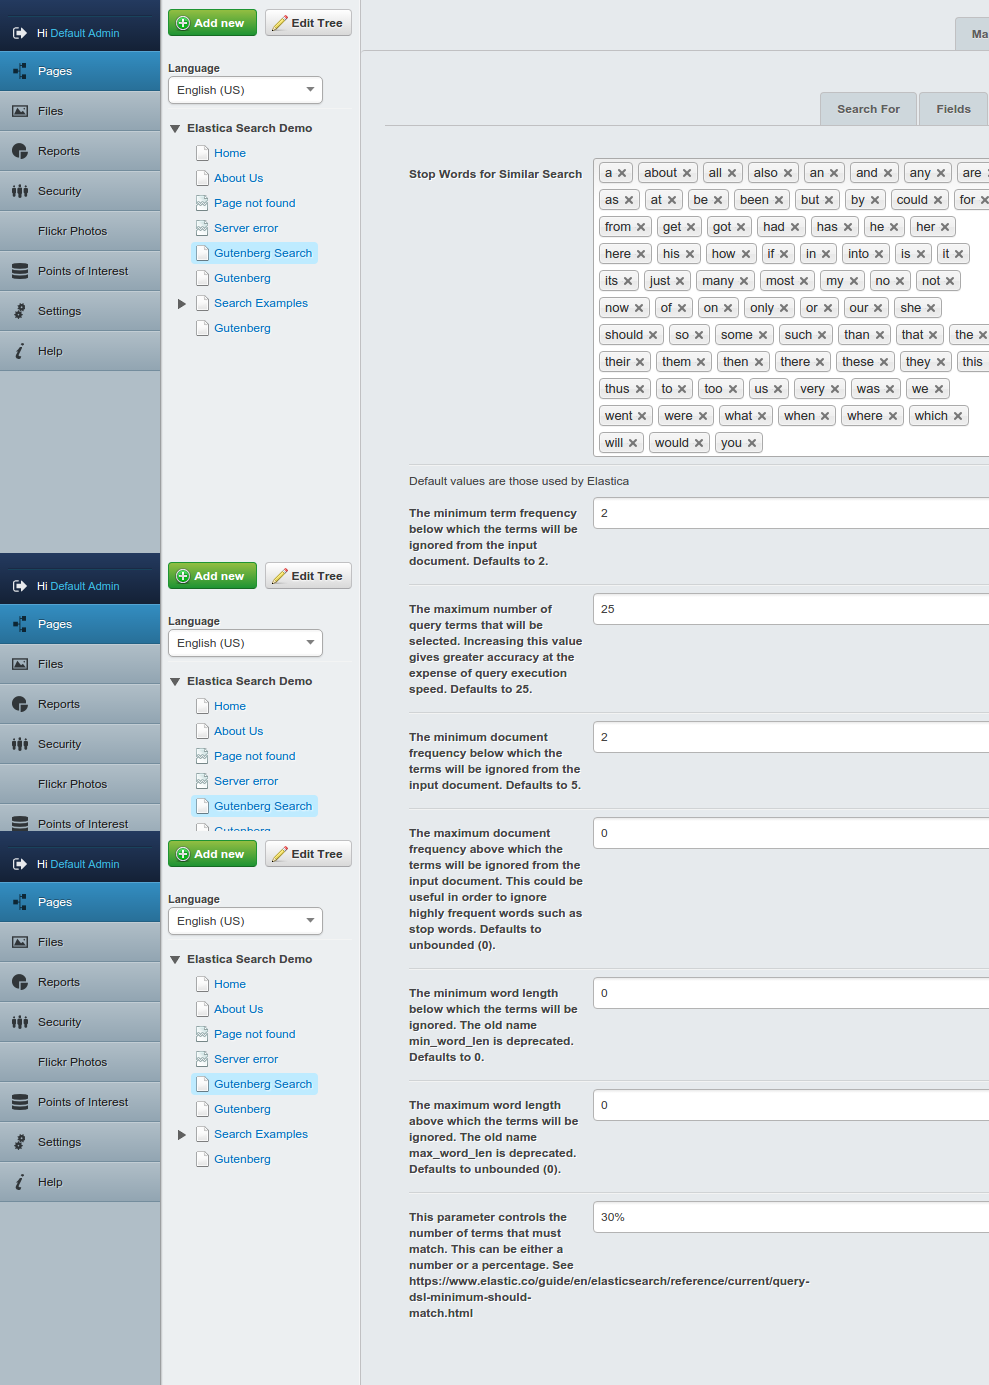 Hi Default Admin
Pages
Files
Reports
Security
Flickr Photos
Points of Interest
Settings
Help
Add new
Edit Tree
Language
English (US)
Elastica Search Demo
Home
About Us
Page not found
Server error
Gutenberg Search
Gutenberg
Search Examples
Gutenberg
Hi Default Admin
Pages
Files
Reports
Security
Flickr Photos
Points of Interest
Add new
Edit Tree
Language
English (US)
Elastica Search Demo
Home
About Us
Page not found
Server error
Gutenberg Search
Gutenberg
Hi Default Admin
Pages
Files
Reports
Security
Flickr Photos
Points of Interest
Settings
Help
Add new
Edit Tree
Language
English (US)
Elastica Search Demo
Home
About Us
Page not found
Server error
Gutenberg Search
Gutenberg
Search Examples
Gutenberg
Ma
Search For
Fields
Stop Words for Similar Search
a about all also an and any are
as at be been but by could for
from get got had has he her
here his how if in into is it
its just many most my no not
now of on only or our she
should so some such than that the
their them then there these they this
thus to too us very was we
went were what when where which
will would you
Default values are those used by Elastica
The minimum term frequency
below which the terms will be
ignored from the input
document. Defaults to 2.
2
The maximum number of
query terms that will be
selected. Increasing this value
gives greater accuracy at the
expense of query execution
speed. Defaults to 25.
25
The minimum document
frequency below which the
terms will be ignored from the
input document. Defaults to 5.
2
The maximum document
frequency above which the
terms will be ignored from the
input document. This could be
useful in order to ignore
highly frequent words such as
stop words. Defaults to
unbounded (0).
0
The minimum word length
below which the terms will be
ignored. The old name
min_word_len is deprecated.
Defaults to 0.
0
The maximum word length
above which the terms will be
ignored. The old name
max_word_len is deprecated.
Defaults to unbounded (0).
0
This parameter controls the
number of terms that must
match. This can be either a
number or a percentage. See
https://www.elastic.co/guide/en/elasticsearch/reference/current/query-
dsl-minimum-should-
match.html
30%